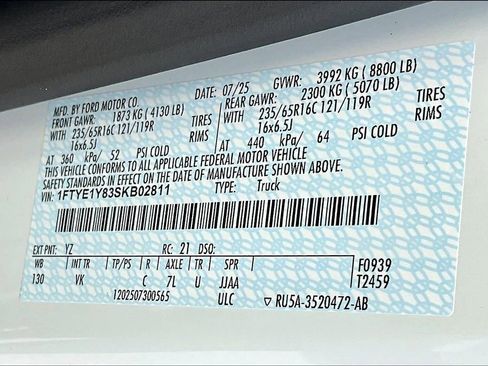 MFD. BY FORD MOTOR CO.
DATE: 07/25 GVWR: 3992 KG ( 8800 LB)
FRONT GAWR: 1873 KG ( 4130 LB) REAR GAWR: 2300 KG ( 5070 LB)
WITH 235/65R16C 121/119R TIRES WITH 235/65R16C 121/119R TIRES
16x6.5J RIMS 16x6.5J RIMS
AT 360 kPa/ 52 PSI COLD AT 440 kPa/ 64 PSI COLD
THIS VEHICLE CONFORMS TO ALL APPLICABLE FEDERAL MOTOR VEHICLE
SAFETY STANDARDS IN EFFECT ON THE DATE OF MANUFACTURE SHOWN ABOVE.
VIN: 1FTYE1Y83SKB02811 TYPE: Truck
EXT PNT: YZ RC: 21 DSO:
WB INT TR TP/PS R AXLE TR SPR F0939
130 VK C 7L U JJAA T2459
1202507300565 ULC ▽ RU5A-3520472-AB